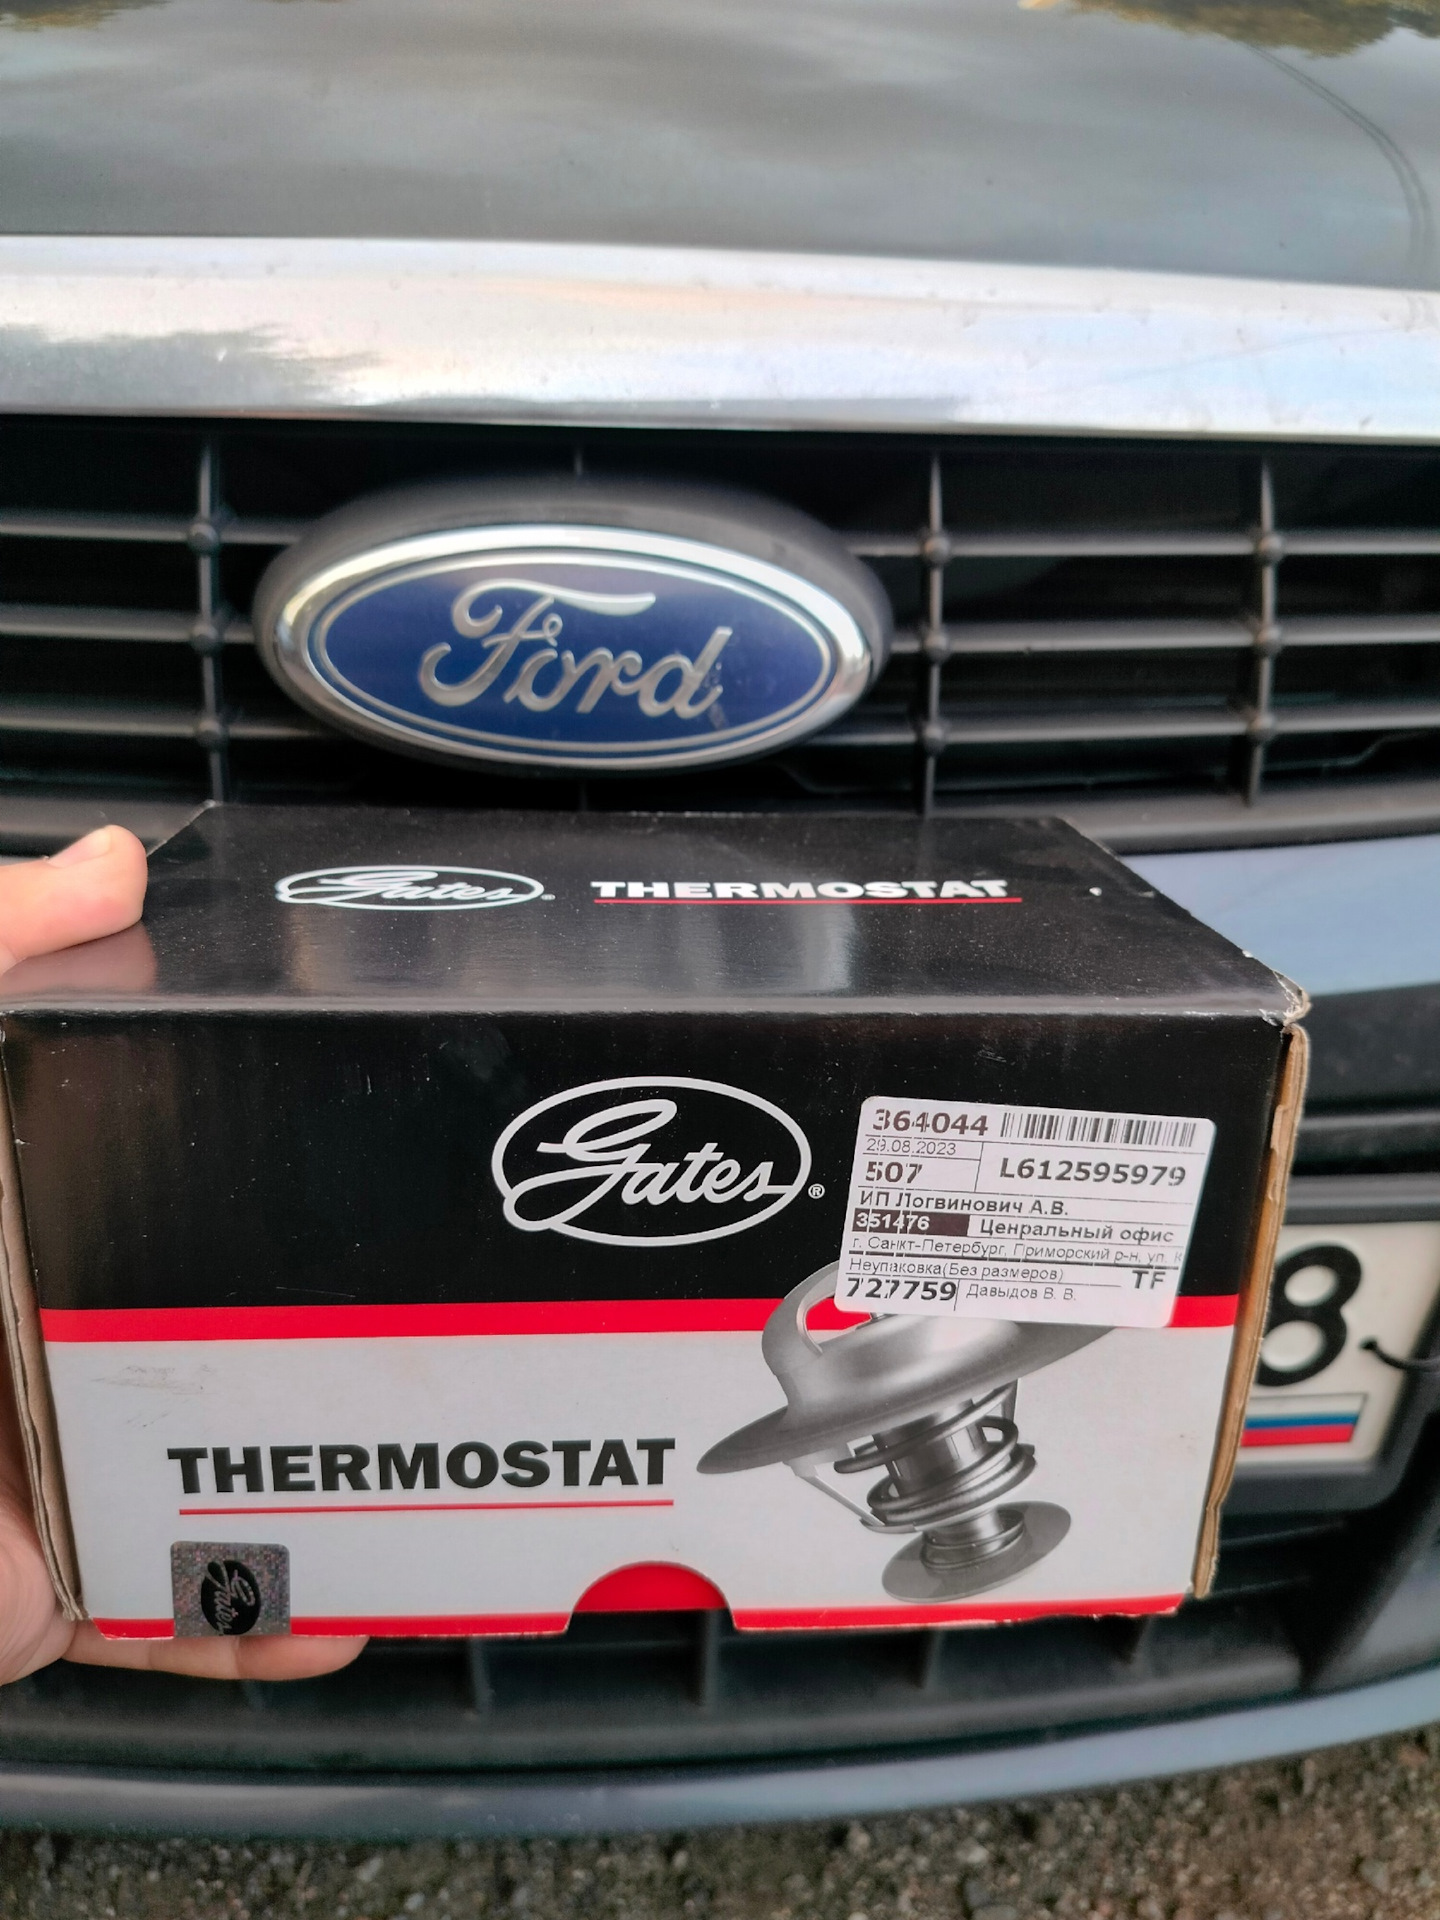 Ford
Gates® THERMOSTAT
Gates®
364044
29.08.2023
507 L612595979
ИП Логвинович А.В.
351476 Ценральный офис
г. Санкт-Петербург, Приморский р-н, ул. К
Неупаковка(Без размеров) TF
727759 Давыдов В. В.
8
THERMOSTAT
Gates